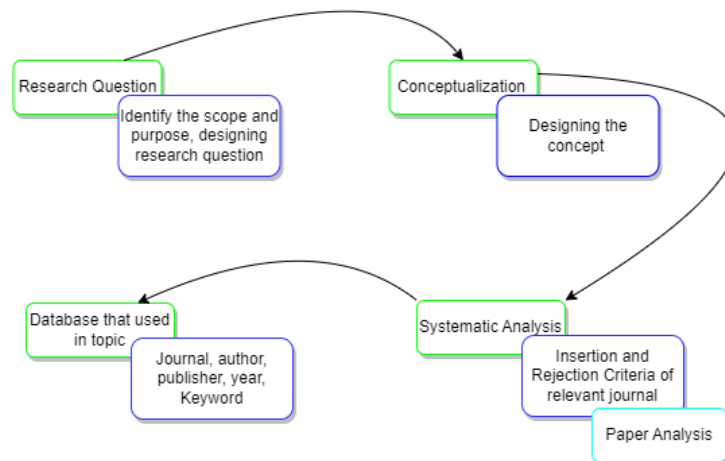 Research Question
Identify the scope and
purpose, designing
research question
Conceptualization
Designing the
concept
Database that used
in topic
Journal, author,
publisher, year,
Keyword
Systematic Analysis
Insertion and
Rejection Criteria of
relevant journal
Paper Analysis